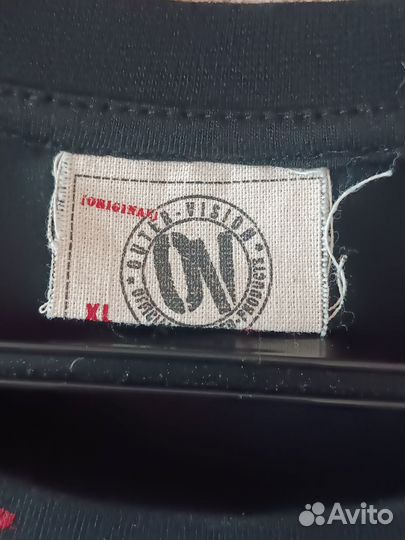 [ORIGINAL]
OUTER-VISION
ON
PRODUCTS
XL
Avito